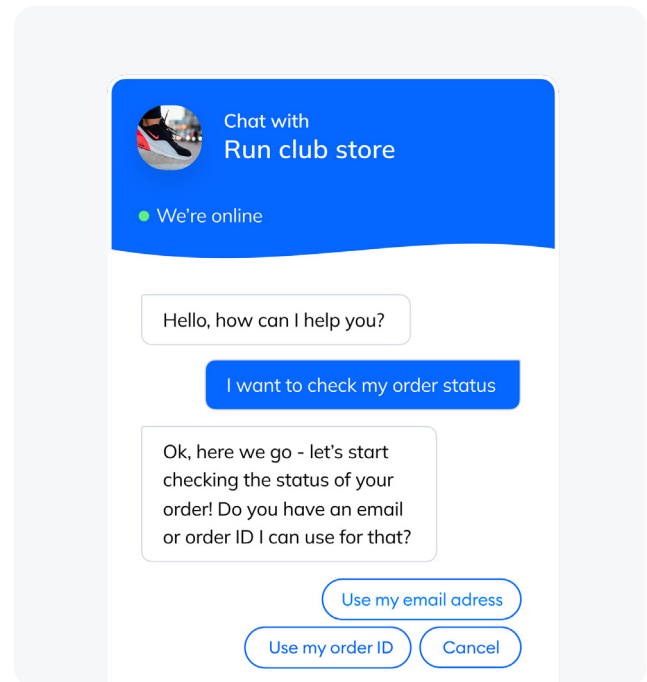 Chat with
Run club store
We're online
Hello, how can I help you?
I want to check my order status
Ok, here we go - let's start
checking the status of your
order! Do you have an email
or order ID I can use for that?
Use my email adress
Use my order ID
Cancel